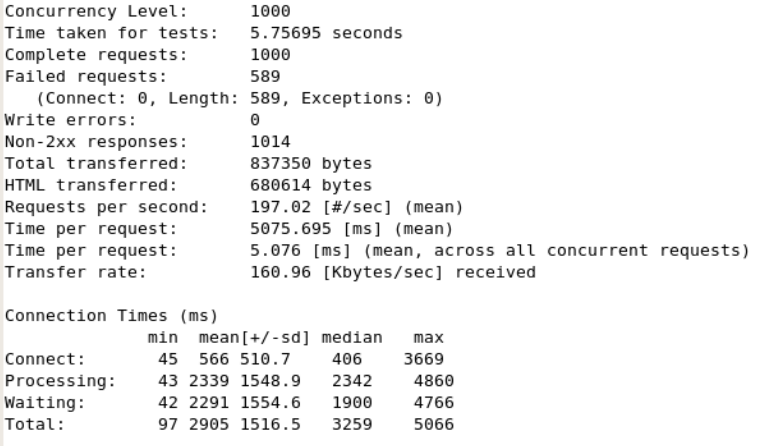 Concurrency Level: 1000
Time taken for tests: 5.75695 seconds
Complete requests: 1000
Failed requests: 589
(Connect: 0, Length: 589, Exceptions: 0)
Write errors: 0
Non-2xx responses: 1014
Total transferred: 837350 bytes
HTML transferred: 680614 bytes
Requests per second: 197.02 [#/sec] (mean)
Time per request: 5075.695 [ms] (mean)
Time per request: 5.076 [ms] (mean, across all concurrent requests)
Transfer rate: 160.96 [Kbytes/sec] received
Connection Times (ms)
min mean[+/-sd] median max
Connect: 45 566 510.7 406 3669
Processing: 43 2339 1548.9 2342 4860
Waiting: 42 2291 1554.6 1900 4766
Total: 97 2905 1516.5 3259 5066